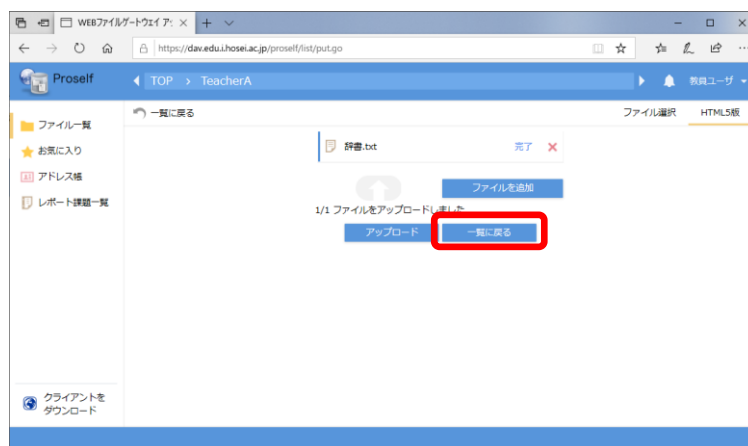 WEBファイルゲートウェイ ア
https://dav.edu.i.hosei.ac.jp/proself/list/put.go
Proself
TOP > TeacherA
教員ユーザ
一覧に戻る
ファイル選択
HTML5版
ファイル一覧
お気に入り
アドレス帳
レポート課題一覧
辞書.txt
完了
ファイルを追加
1/1 ファイルをアップロードしました
アップロード
一覧に戻る
クライアントを
ダウンロード